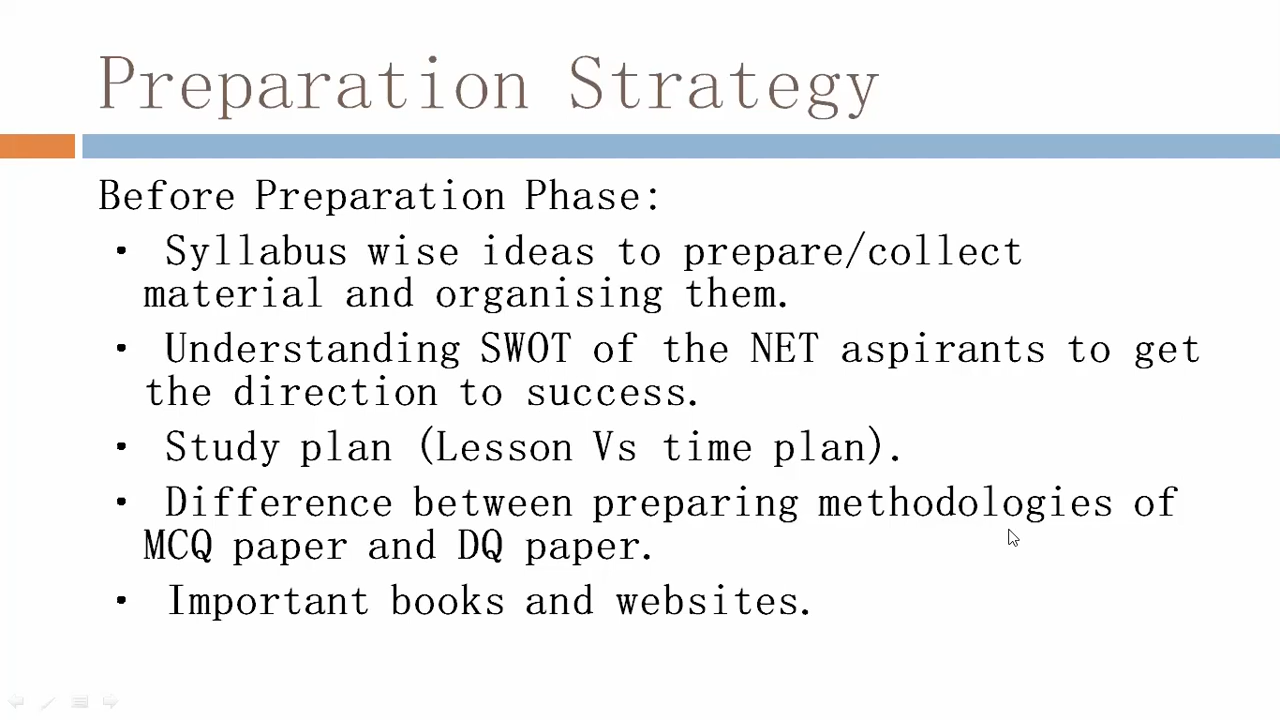 Preparation Strategy
Before Preparation Phase:
• Syllabus wise ideas to prepare/collect
material and organising them.
• Understanding SWOT of the NET aspirants to get
the direction to success.
• Study plan (Lesson Vs time plan).
• Difference between preparing methodologies of
MCQ paper and DQ paper.
• Important books and websites.